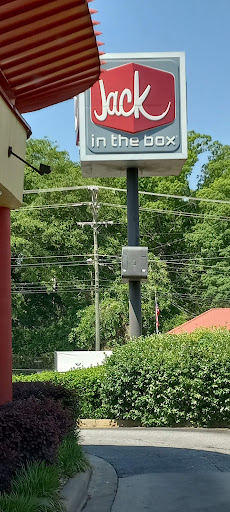 Jack
in the box